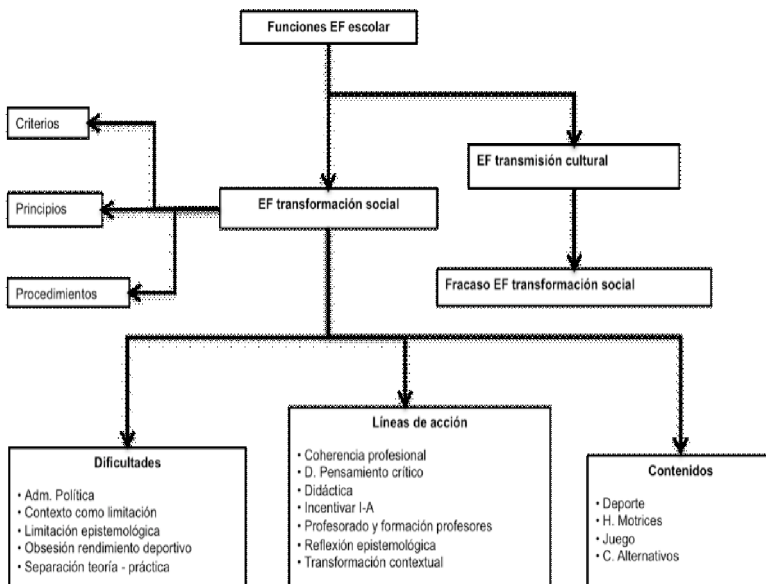 Funciones EF escolar
Criterios
EF transmisión cultural
Principios
EF transformación social
Procedimientos
Fracaso EF transformación social
Dificultades
• Adm. Política
• Contexto como limitación
• Limitación epistemológica
• Obsesión rendimiento deportivo
• Separación teoría - práctica
Líneas de acción
• Coherencia profesional
• D. Pensamiento crítico
• Didáctica
• Incentivar I-A
• Profesorado y formación profesores
• Reflexión epistemológica
• Transformación contextual
Contenidos
• Deporte
• H. Motrices
• Juego
• C. Alternativos